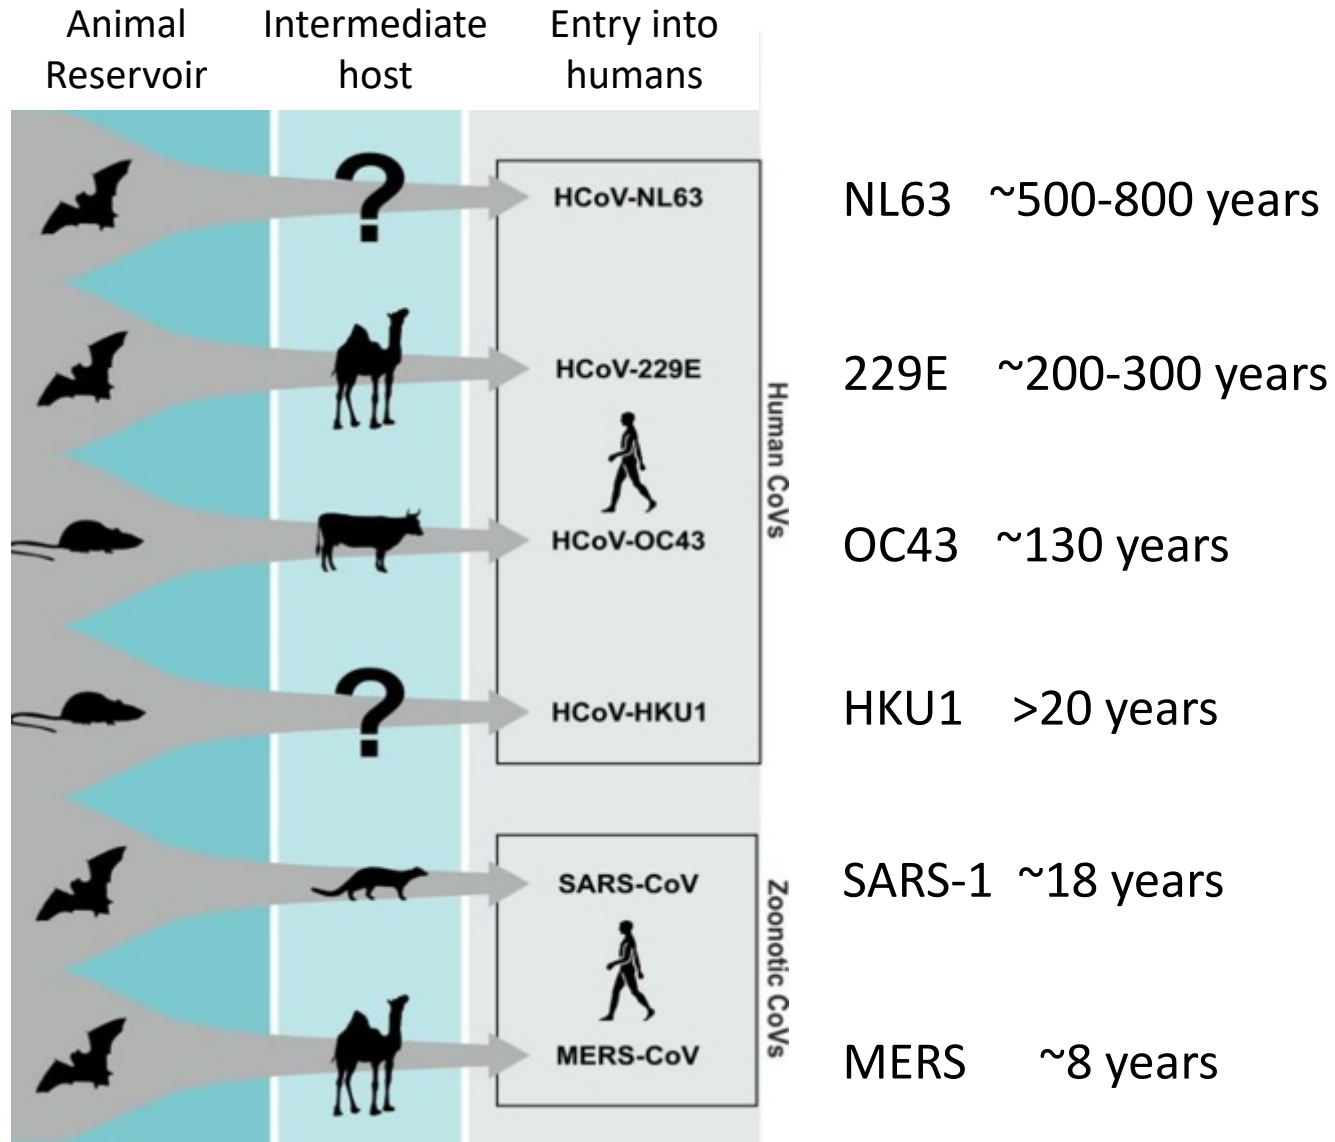 Animal
Reservoir
Intermediate
host
Entry into
humans
?
HCoV-NL63
NL63 ~500-800 years
HCoV-229E
229E ~200-300 years
Human CoVs
HCoV-OC43
OC43 ~130 years
?
HCoV-HKU1
HKU1 >20 years
SARS-CoV
SARS-1 ~18 years
Zoonotic CoVs
MERS-CoV
MERS ~8 years